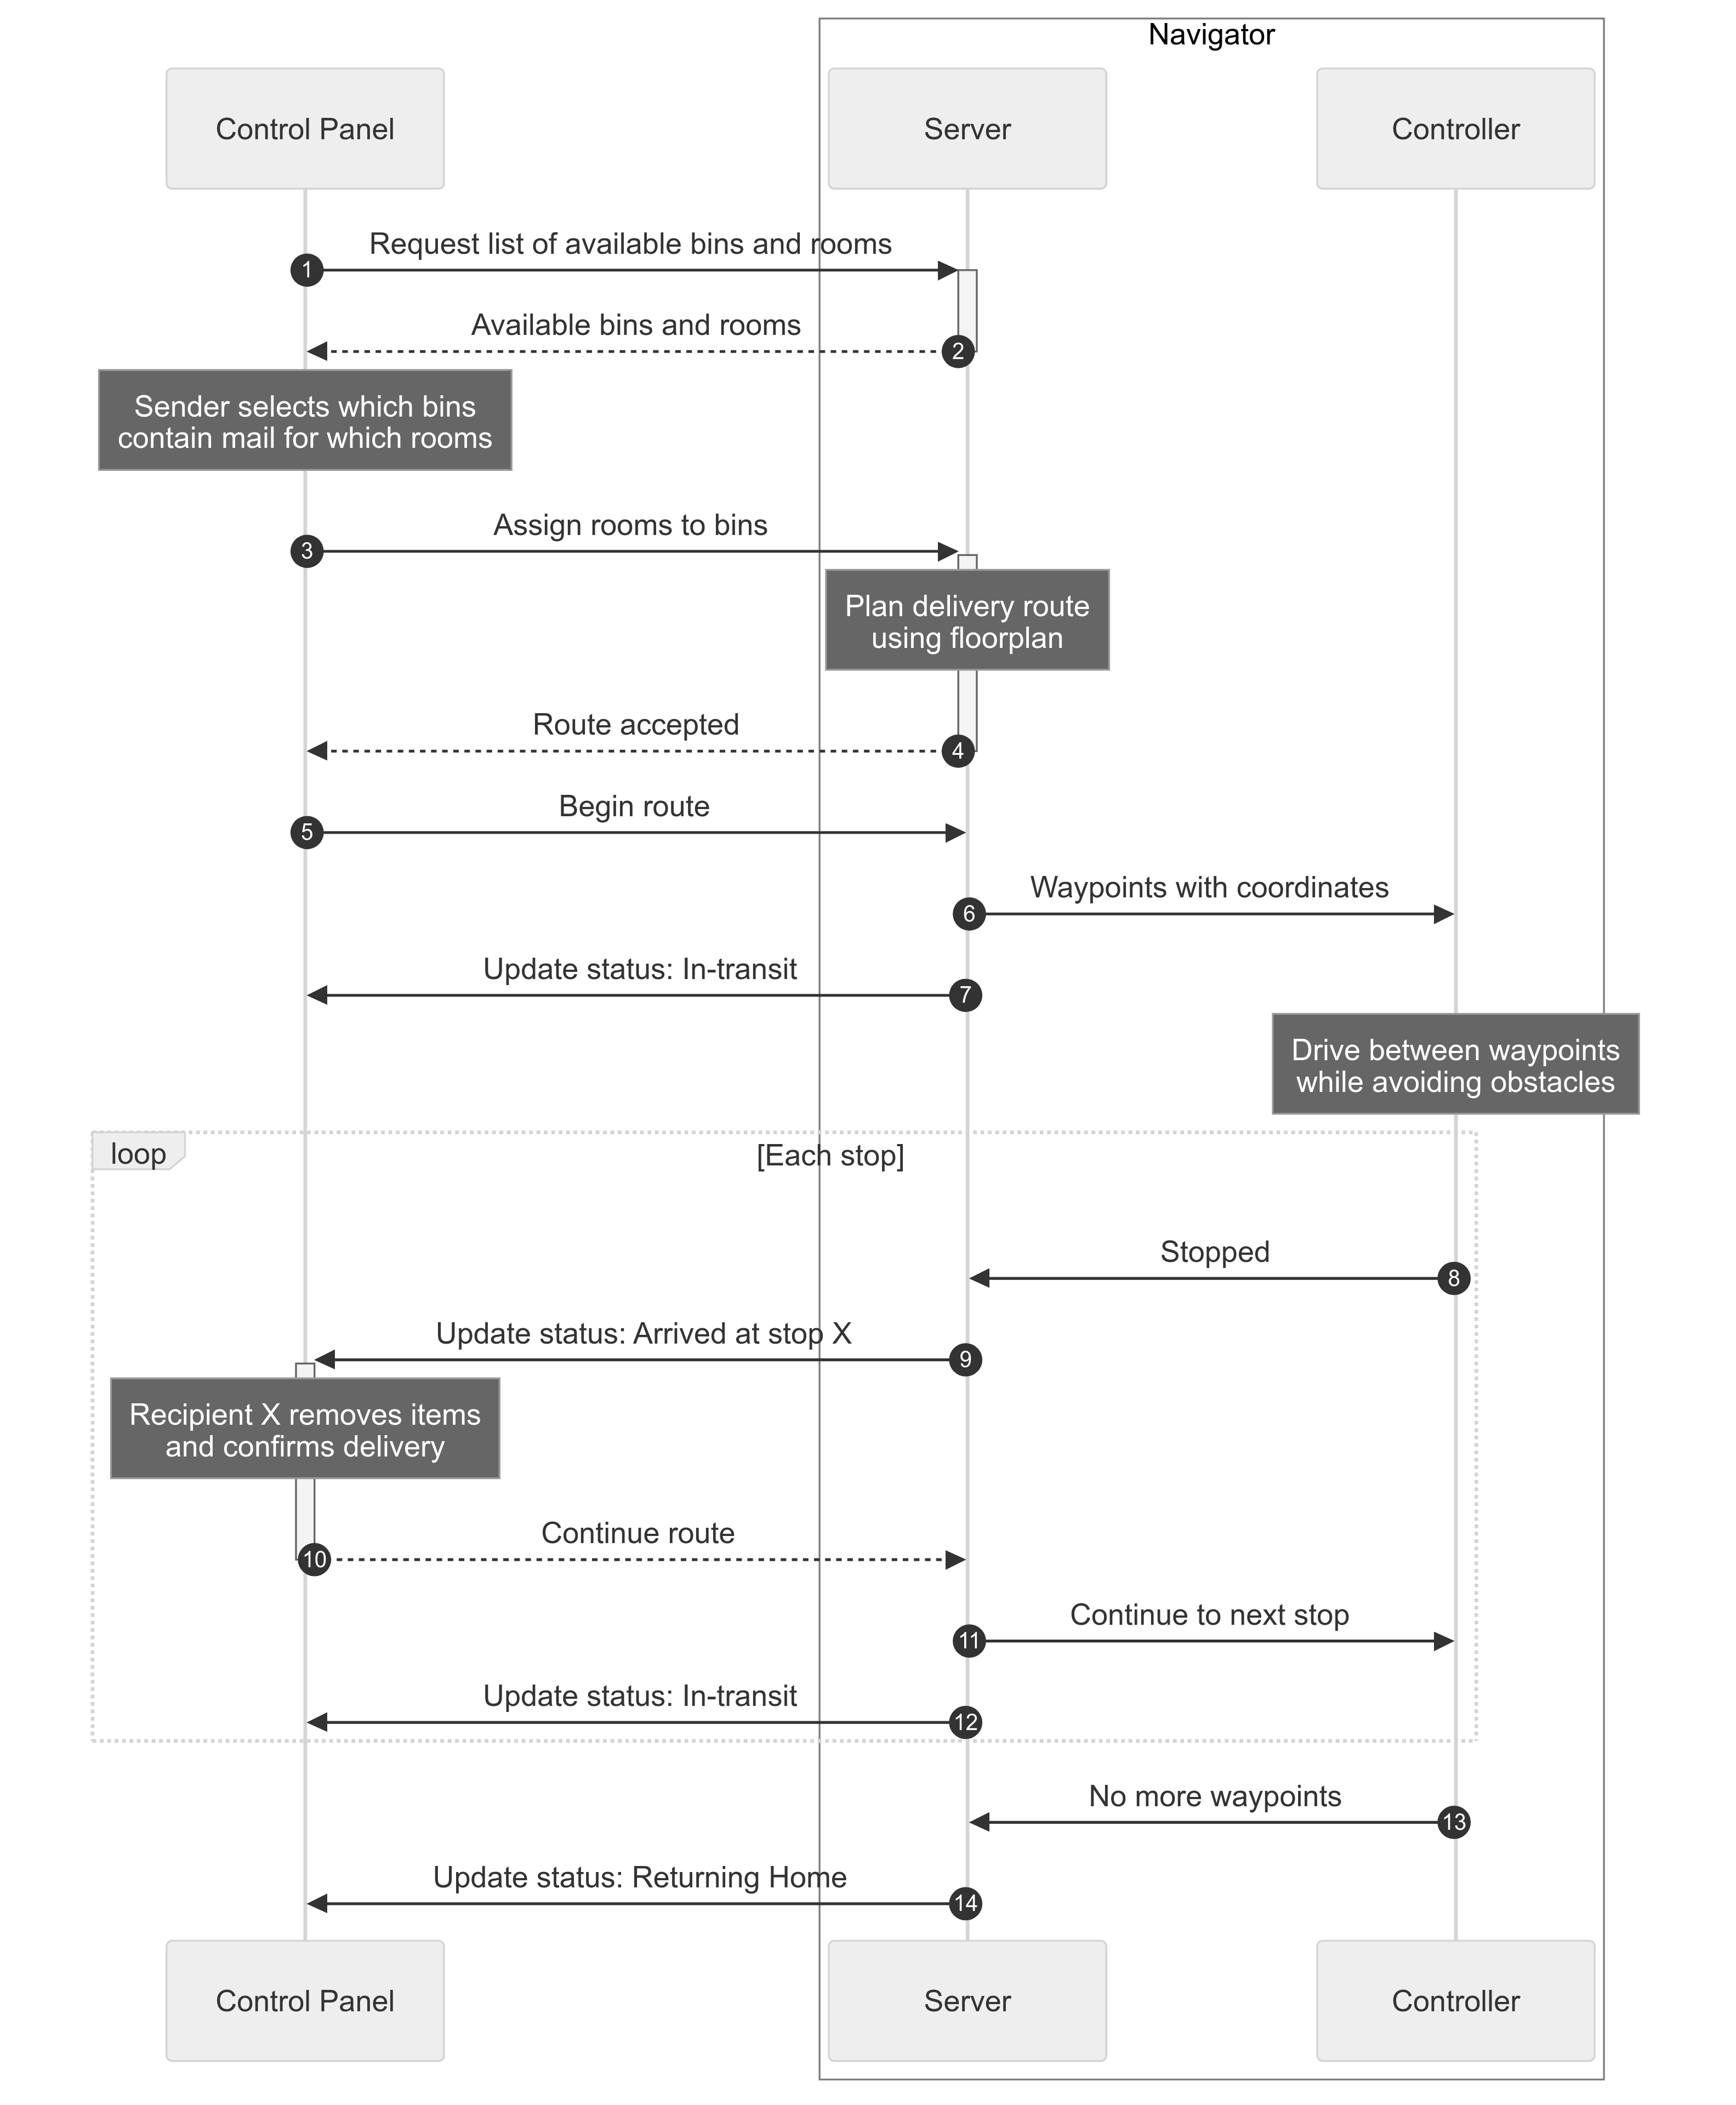 Navigator
Control Panel
Server
Controller
Request list of available bins and rooms
1
Available bins and rooms
2
Sender selects which bins
contain mail for which rooms
Assign rooms to bins
3
Plan delivery route
using floorplan
Route accepted
4
Begin route
5
Waypoints with coordinates
6
Update status: In-transit
7
Drive between waypoints
while avoiding obstacles
loop
[Each stop]
Stopped
8
Update status: Arrived at stop X
9
Recipient X removes items
and confirms delivery
Continue route
10
Continue to next stop
11
Update status: In-transit
12
No more waypoints
13
Update status: Returning Home
14
Control Panel
Server
Controller